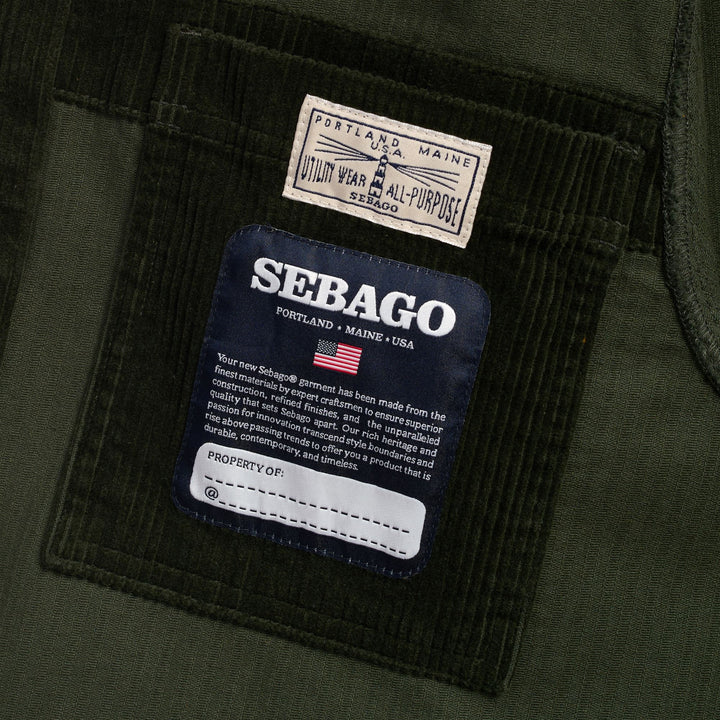 PORTLAND MAINE
U.S.A.
UTILITY WEAR ALL-PURPOSE
SEBAGO
SEBAGO
PORTLAND ★ MAINE ★ USA
Your new Sebago® garment has been made from the
finest materials by expert craftsmen to ensure superior
construction, refined finishes, and the unparalleled
quality that sets Sebago apart. Our rich heritage and
passion for innovation transcend style boundaries and
rise above passing trends to offer you a product that is
durable, contemporary, and timeless.
PROPERTY OF:
@